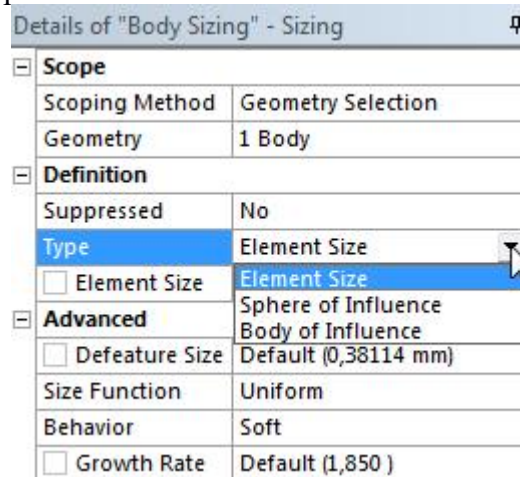 Details of "Body Sizing" - Sizing
Scope
Scoping Method Geometry Selection
Geometry 1 Body
Definition
Suppressed No
Type Element Size
Element Size Element Size
Sphere of Influence
Advanced Body of Influence
Defeature Size Default (0,38114 mm)
Size Function Uniform
Behavior Soft
Growth Rate Default (1,850 )